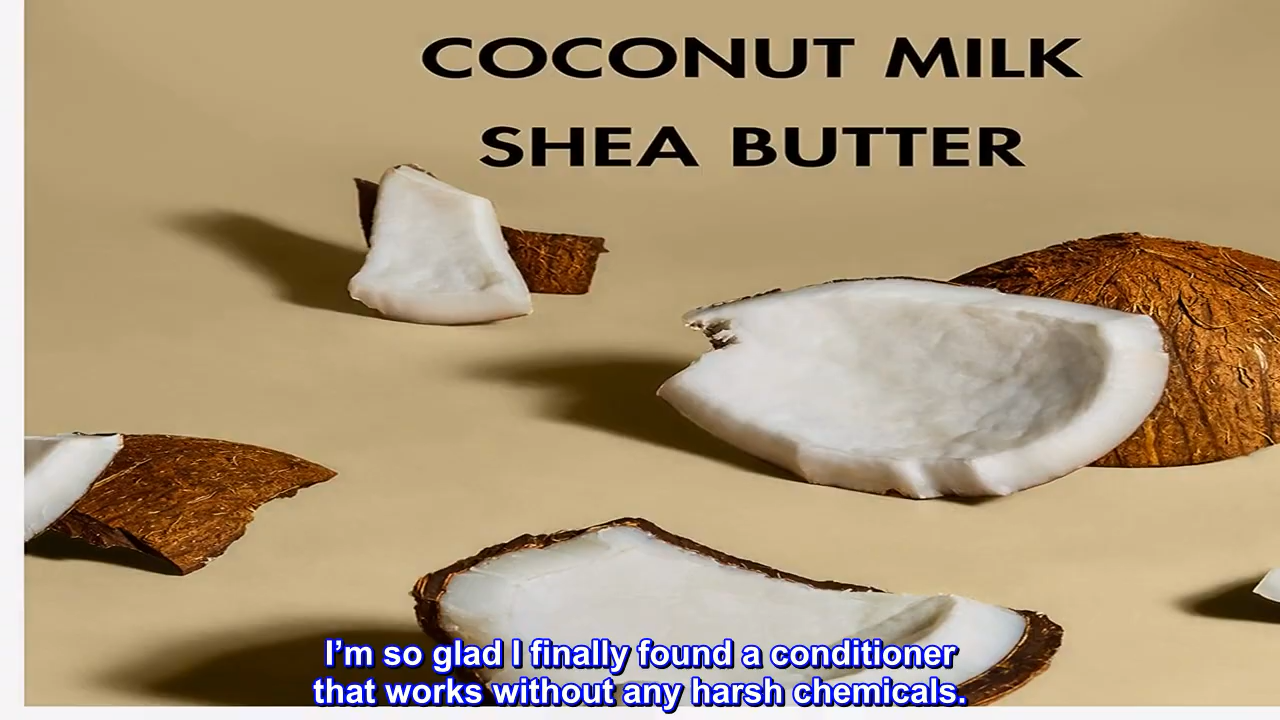 COCONUT MILK
SHEA BUTTER
I’m so glad I finally found a conditioner
that works without any harsh chemicals.